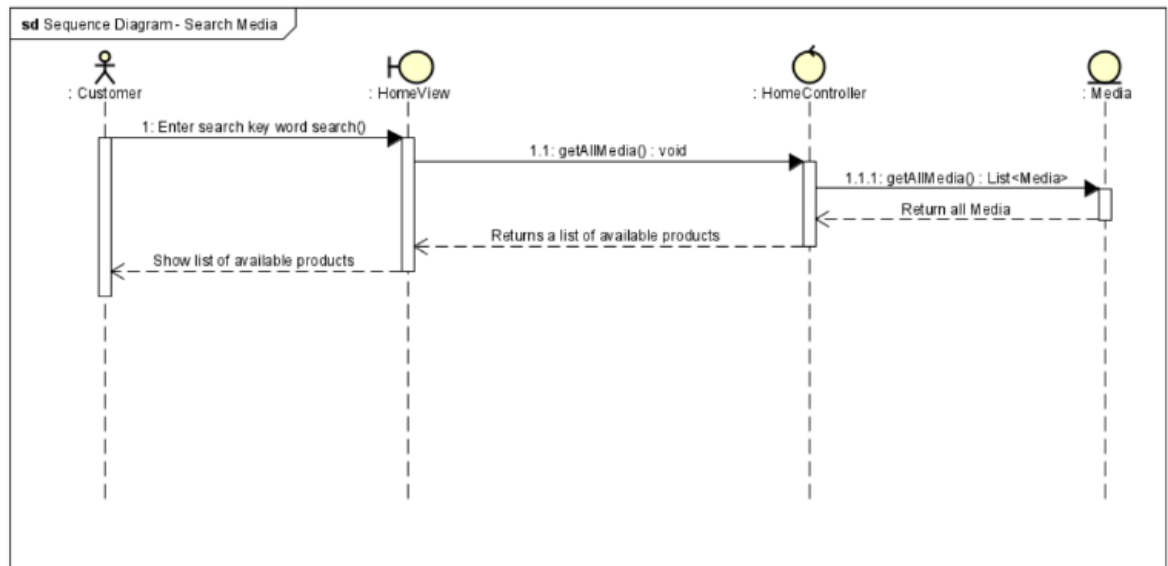 sd Sequence Diagram - Search Media
: Customer
: HomeView
: HomeController
: Media
1: Enter search key word search()
1.1: getAllMedia() : void
1.1.1: getAllMedia() : List<Media>
Return all Media
Returns a list of available products
Show list of available products